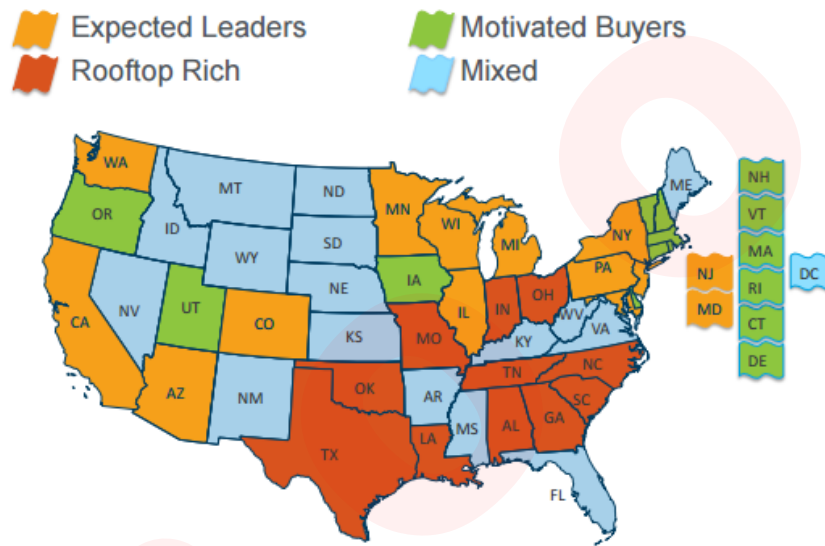 Expected Leaders Motivated Buyers
Rooftop Rich Mixed
WA
MT
ND
ME
NH
MN
VT
OR
ID
WI
NY
SD
MI
MA
WY
PA
NJ
DC
IA
RI
NE
OH
MD
NV
UT
IL
IN
CT
CA
CO
WV
VA
KS
MO
KY
DE
NC
TN
AZ
OK
NM
AR
SC
MS
AL
GA
LA
TX
FL